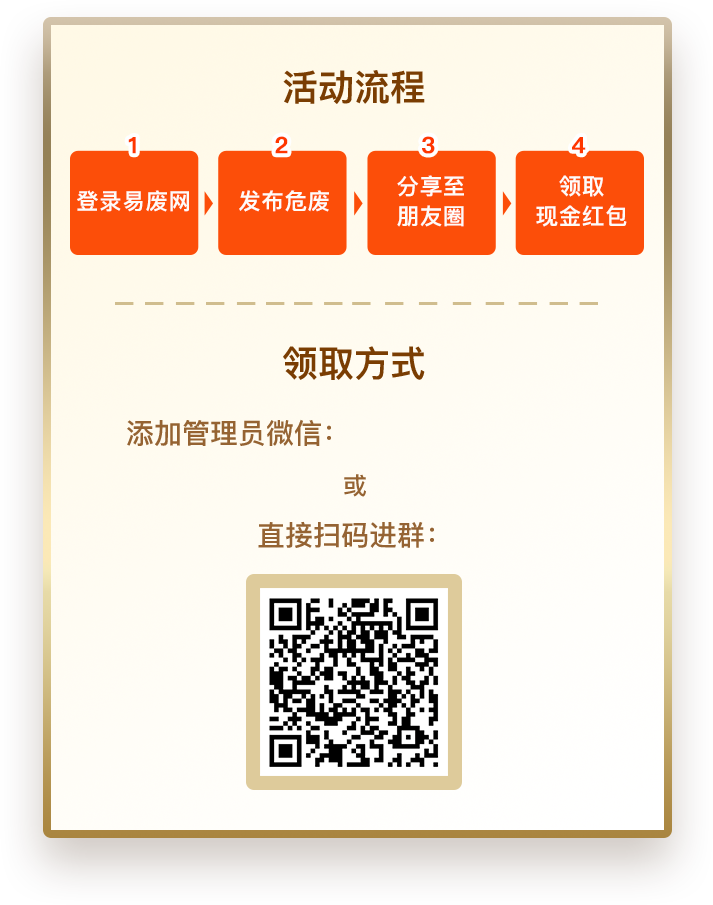 活动流程
1
登录易废网
2
发布危废
3
分享至
朋友圈
4
领取
现金红包
领取方式
添加管理员微信：
或
直接扫码进群：